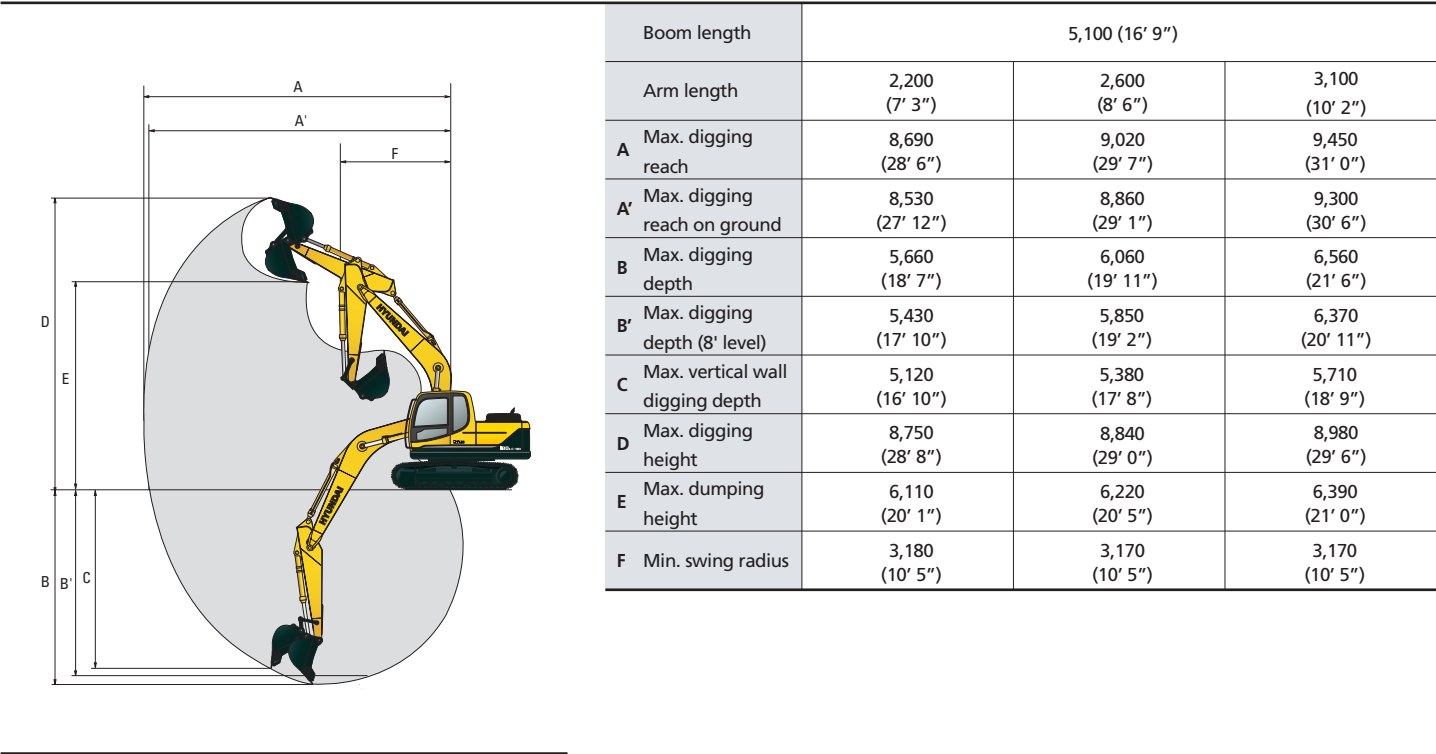 A
A'
F
D
E
B
B'
C
HYUNDAI
HYUNDAI
Boom length 5,100 (16’ 9”)
Arm length 2,200 (7’ 3”) 2,600 (8’ 6”) 3,100 (10’ 2”)
A Max. digging reach 8,690 (28’ 6”) 9,020 (29’ 7”) 9,450 (31’ 0”)
A’ Max. digging reach on ground 8,530 (27’ 12”) 8,860 (29’ 1”) 9,300 (30’ 6”)
B Max. digging depth 5,660 (18’ 7”) 6,060 (19’ 11”) 6,560 (21’ 6”)
B’ Max. digging depth (8' level) 5,430 (17’ 10”) 5,850 (19’ 2”) 6,370 (20’ 11”)
C Max. vertical wall digging depth 5,120 (16’ 10”) 5,380 (17’ 8”) 5,710 (18’ 9”)
D Max. digging height 8,750 (28’ 8”) 8,840 (29’ 0”) 8,980 (29’ 6”)
E Max. dumping height 6,110 (20’ 1”) 6,220 (20’ 5”) 6,390 (21’ 0”)
F Min. swing radius 3,180 (10’ 5”) 3,170 (10’ 5”) 3,170 (10’ 5”)